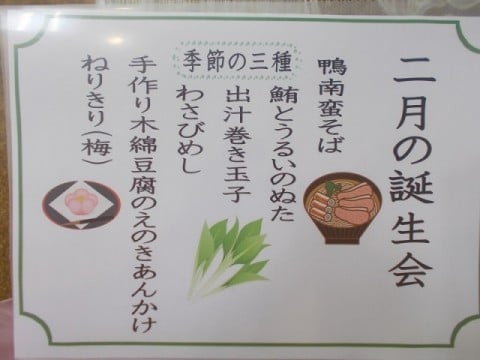 二月の誕生会
鴨南蛮そば
季節の三種
鮪とうるいのぬた
出汁巻き玉子
わさびめし
手作り木綿豆腐のえのきあんかけ
ねりきり(梅)